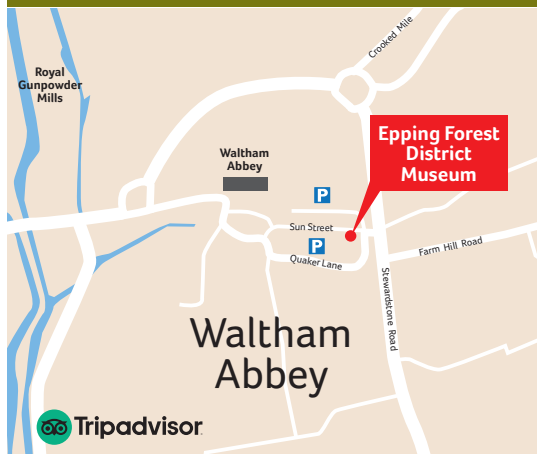 Crooked Mile
Royal
Gunpowder
Mills
Epping Forest
District
Museum
Waltham
Abbey
P
Sun Street
P
Quaker Lane
Farm Hill Road
Stewardstone Road
Waltham
Abbey
Tripadvisor